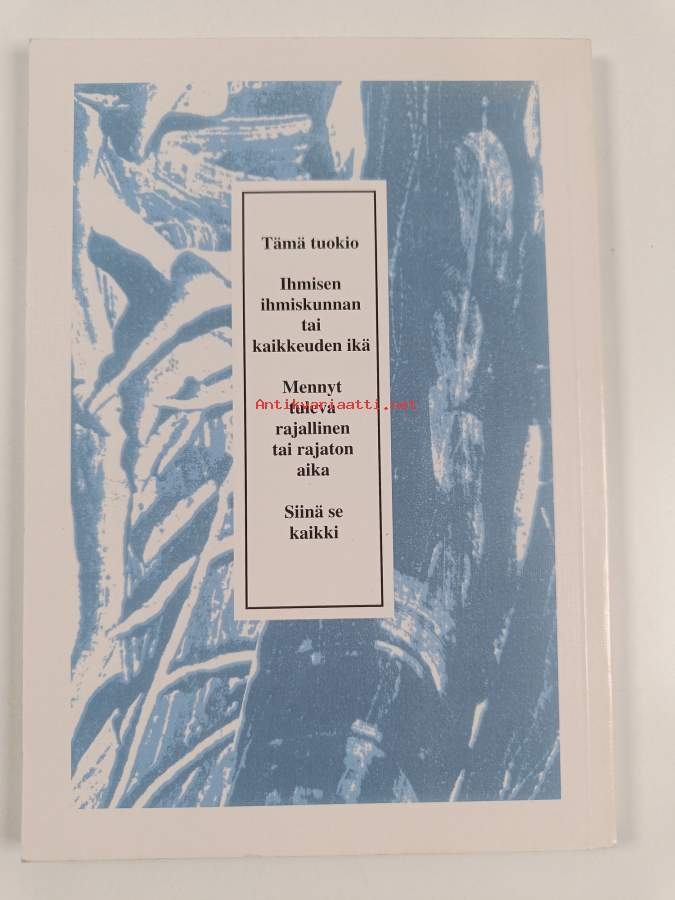 Tämä tuokio
Ihmisen
ihmiskunnan
tai
kaikkeuden ikä
Mennyt
Antikvariaatti.net
tuleva
rajallinen
tai rajaton
aika
Siinä se
kaikki